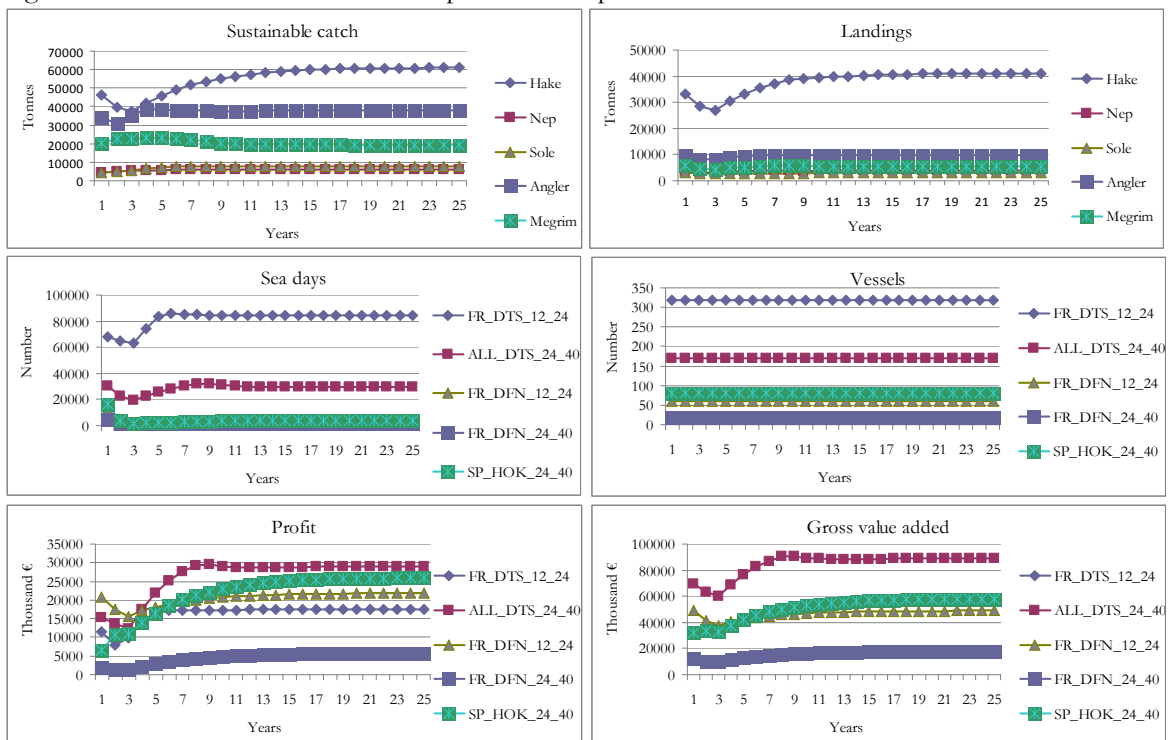 Sustainable catch
Tonnes
70000
60000
50000
40000
30000
20000
10000
0
1 3 5 7 9 11 13 15 17 19 21 23 25
Years
Hake
Nep
Sole
Angler
Megrim
Landings
Tonnes
50000
40000
30000
20000
10000
0
1 3 5 7 9 11 13 15 17 19 21 23 25
Years
Hake
Nep
Sole
Angler
Megrim
Sea days
Number
100000
80000
60000
40000
20000
0
1 3 5 7 9 11 13 15 17 19 21 23 25
FR_DTS_12_24
ALL_DTS_24_40
FR_DFN_12_24
FR_DFN_24_40
SP_HOK_24_40
Vessels
Number
350
300
250
200
150
100
50
0
1 3 5 7 9 11 13 15 17 19 21 23 25
FR_DTS_12_24
ALL_DTS_24_40
FR_DFN_12_24
FR_DFN_24_40
SP_HOK_24_40
Profit
Thousand €
35000
30000
25000
20000
15000
10000
5000
0
1 3 5 7 9 11 13 15 17 19 21 23 25
Years
FR_DTS_12_24
ALL_DTS_24_40
FR_DFN_12_24
FR_DFN_24_40
SP_HOK_24_40
Gross value added
Thousand €
100000
80000
60000
40000
20000
0
1 3 5 7 9 11 13 15 17 19 21 23 25
Years
FR_DTS_12_24
ALL_DTS_24_40
FR_DFN_12_24
FR_DFN_24_40
SP_HOK_24_40